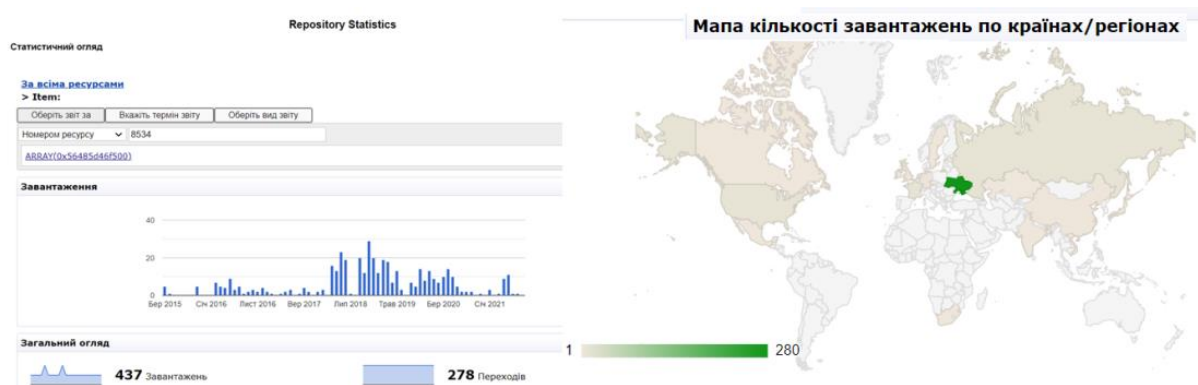 Repository Statistics
Статистичний огляд
За всіма ресурсами
> Item:
Оберіть звіт за
Вкажіть термін звіту
Оберіть вид звіту
Номером ресурсу
8534
ARRAY(0x56485d46f500)
Завантаження
40
20
0
Бер 2015
Січ 2016
Лист 2016
Вер 2017
Лип 2018
Трав 2019
Бер 2020
Січ 2021
Загальний огляд
437 Завантажень
278 Переходів
Мапа кількості завантажень по країнах/регіонах
1
280